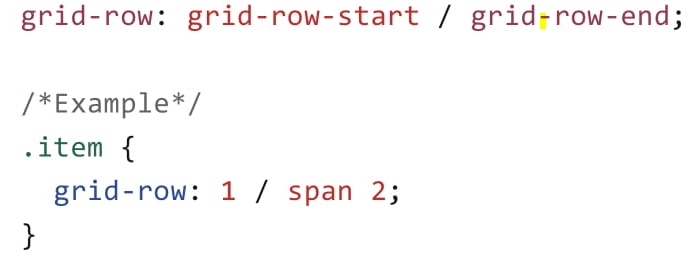 grid-row: grid-row-start / grid-row-end;
/*Example*/
.item {
grid-row: 1 / span 2;
}